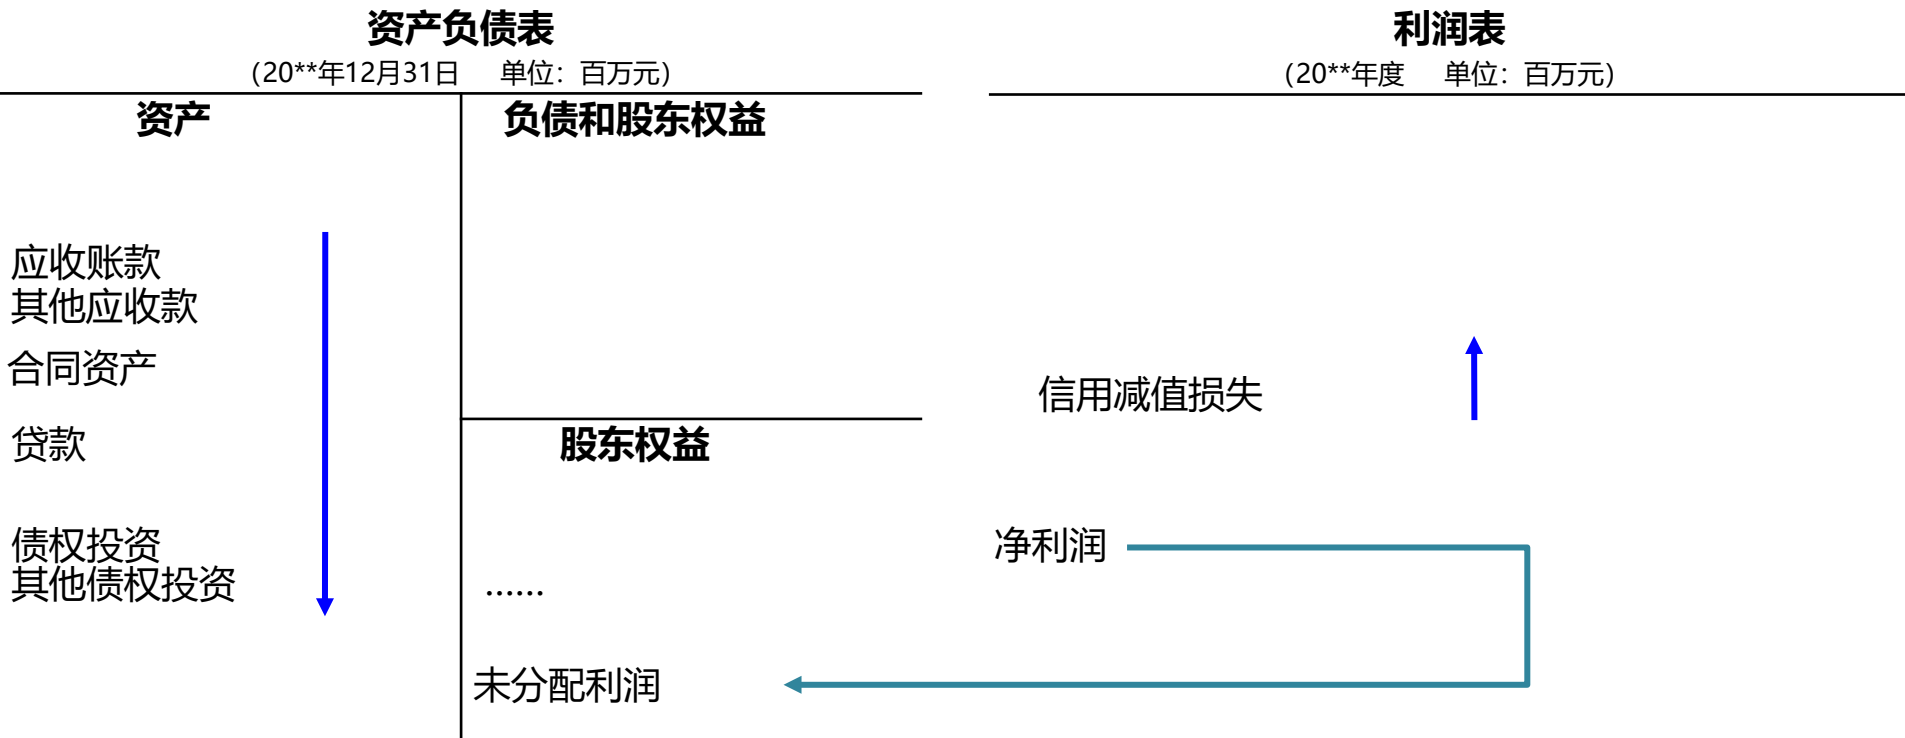 资产负债表
(20**年12月31日 单位：百万元)
资产
负债和股东权益
应收账款
其他应收款
合同资产
贷款
债权投资
其他债权投资
股东权益
……
未分配利润
利润表
(20**年度 单位：百万元)
信用减值损失
净利润